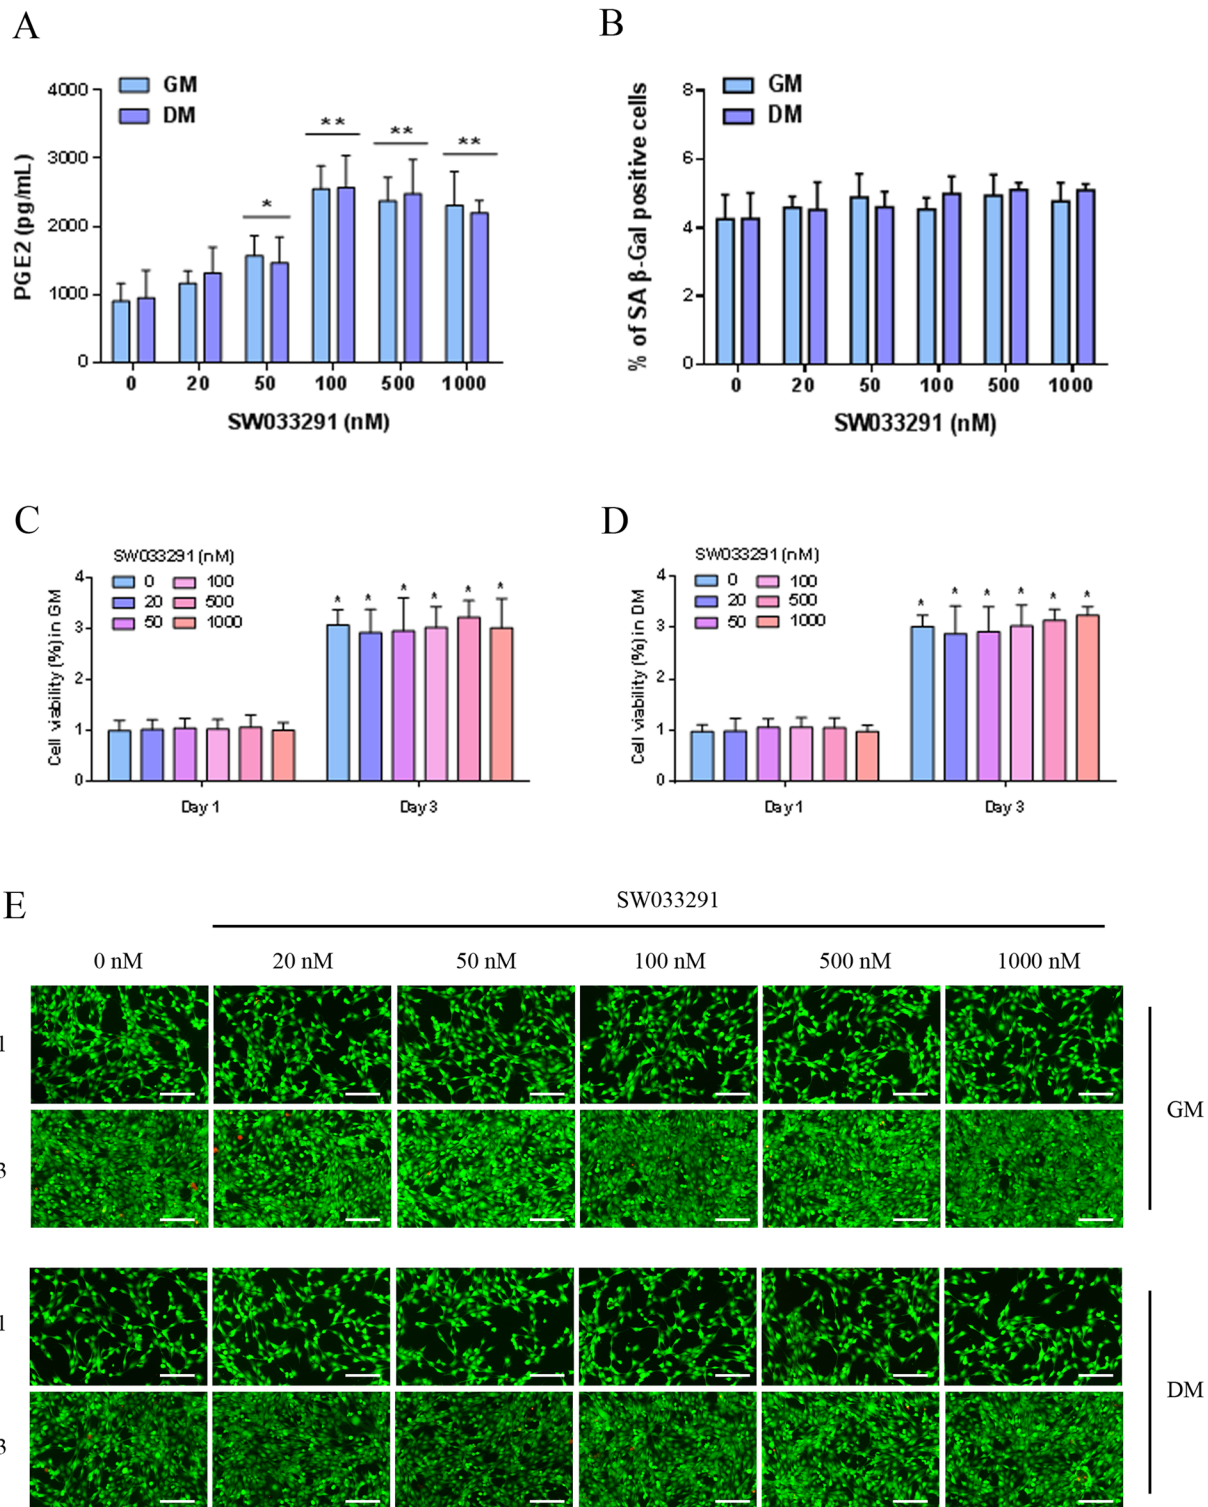 A
GM
DM
PGE2 (pg/mL)
4000
3000
2000
1000
0
*
**
**
**
0 20 50 100 500 1000
SW033291 (nM)
B
GM
DM
% of SA β-Gal positive cells
8
6
4
2
0
0 20 50 100 500 1000
SW033291 (nM)
C
SW033291 (nM)
0 100
20 500
50 1000
Cell viability (%) in GM
4
3
2
1
0
* * * * * *
Day 1 Day 3
D
SW033291 (nM)
0 100
20 500
50 1000
Cell viability (%) in DM
4
3
2
1
0
* * * * * *
Day 1 Day 3
E
SW033291
0 nM 20 nM 50 nM 100 nM 500 nM 1000 nM
1
3
GM
1
3
DM